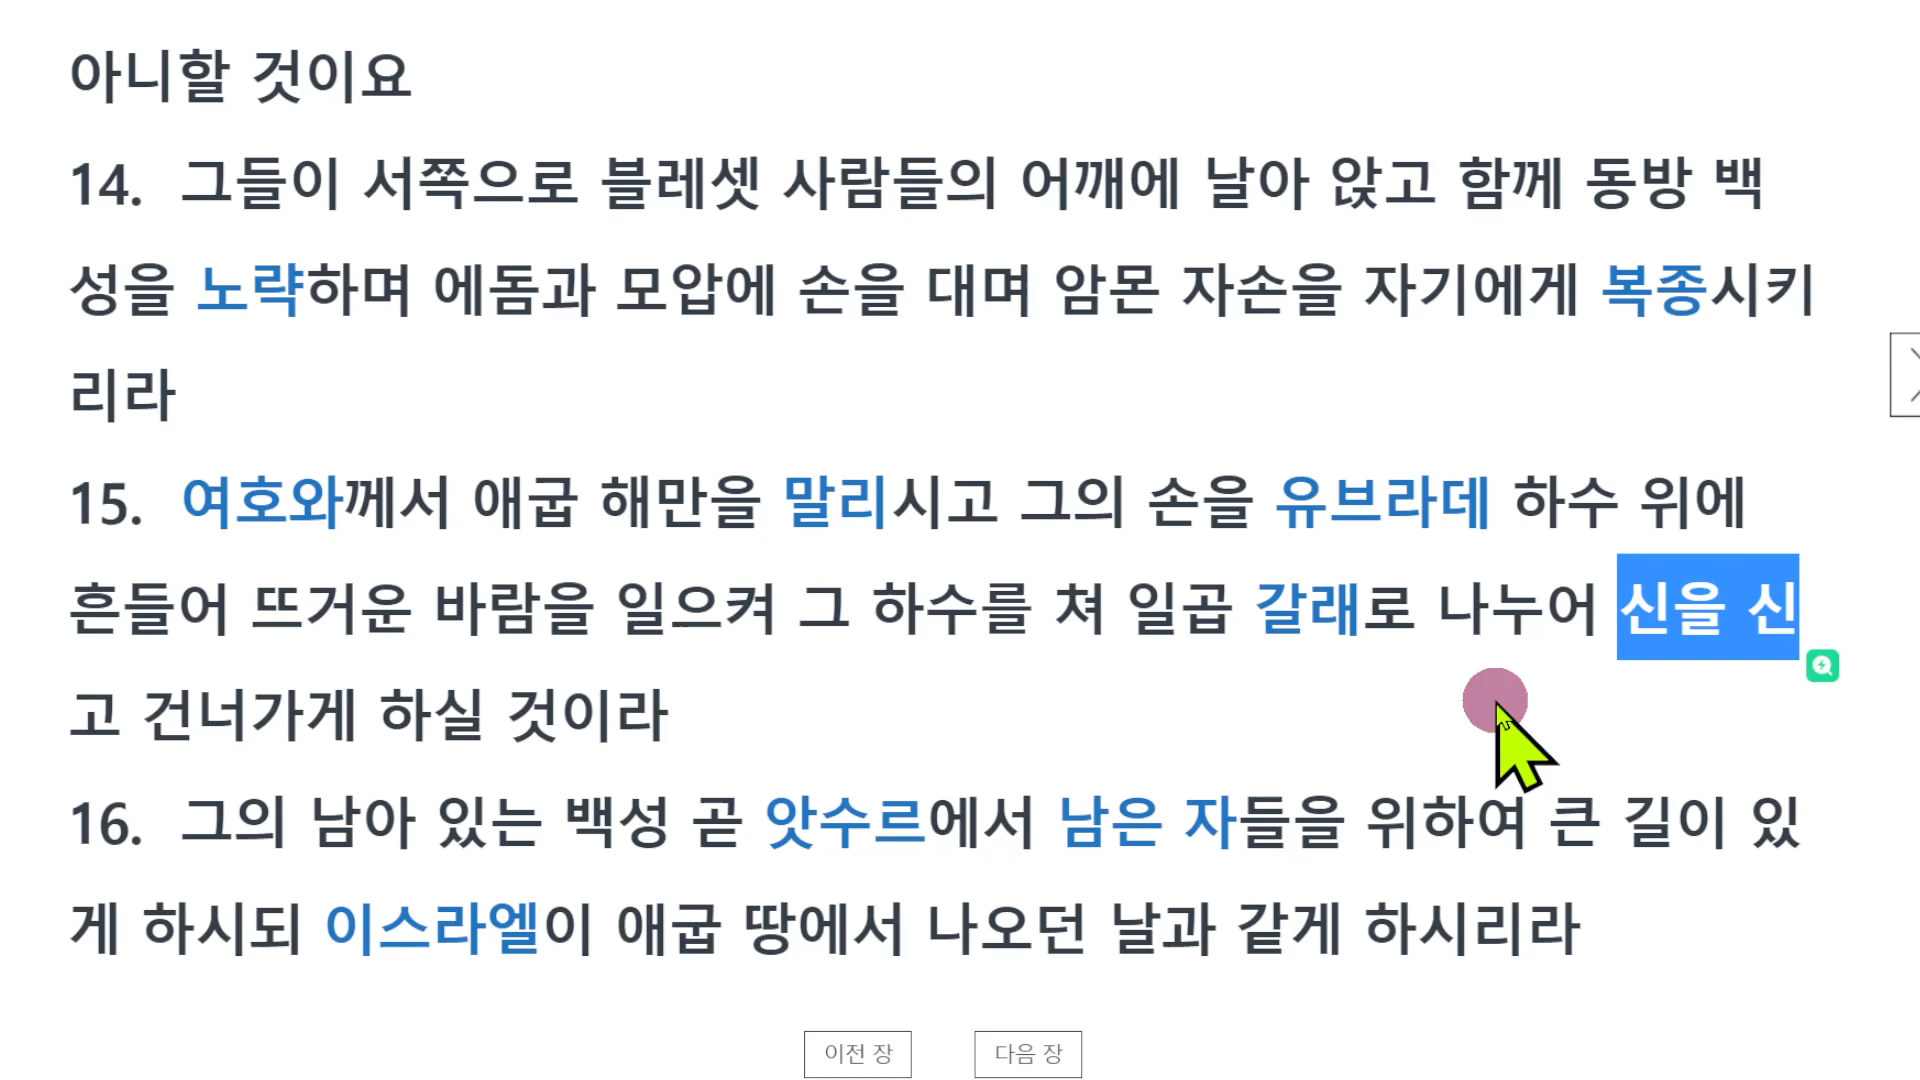 아니할 것이요
14. 그들이 서쪽으로 블레셋 사람들의 어깨에 날아 앉고 함께 동방 백
성을 노략하며 에돔과 모압에 손을 대며 암몬 자손을 자기에게 복종시키
리라
15. 여호와께서 애굽 해만을 말리시고 그의 손을 유브라데 하수 위에
흔들어 뜨거운 바람을 일으켜 그 하수를 쳐 일곱 갈래로 나누어 신을 신
고 건너가게 하실 것이라
16. 그의 남아 있는 백성 곧 앗수르에서 남은 자들을 위하여 큰 길이 있
게 하시되 이스라엘이 애굽 땅에서 나오던 날과 같게 하시리라
이전 장 다음 장